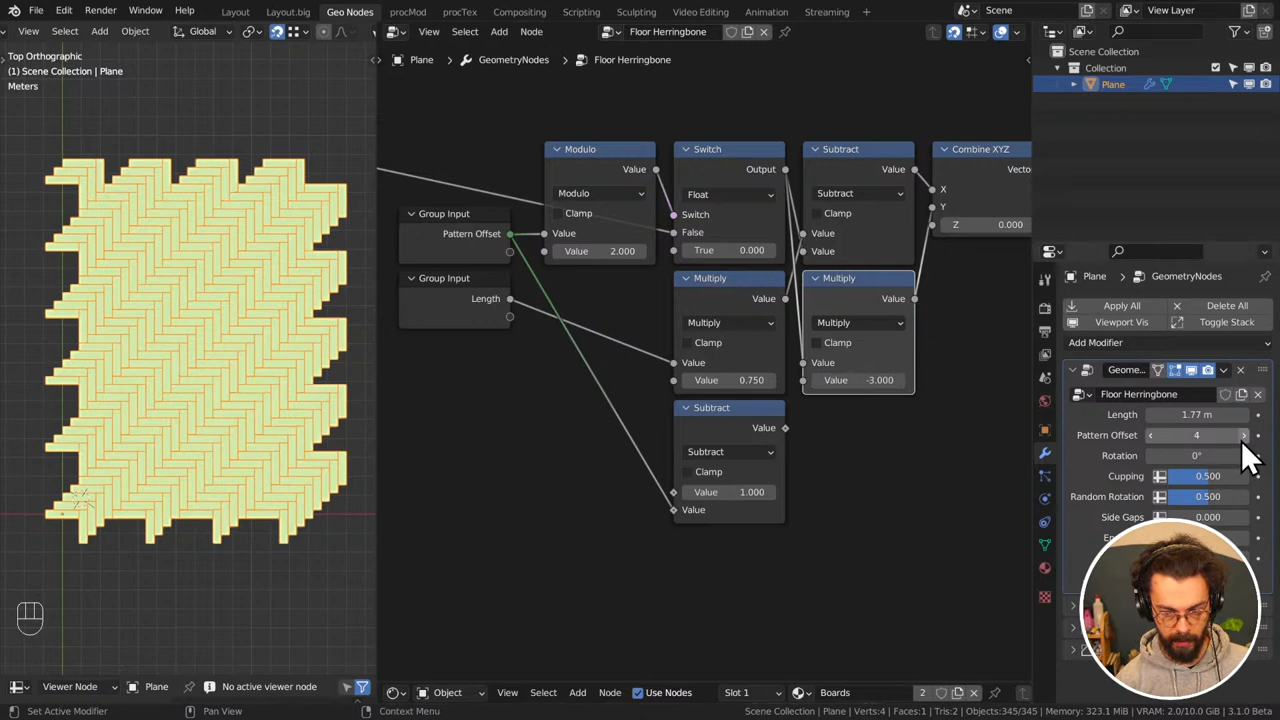 File Edit Render Window Help Layout Layout.big Geo Nodes procMod procTex Compositing Scripting Sculpting Video Editing Animation Streaming + Scene View Layer
View Select Add Object Global View Select Add Node Floor Herringbone
Top Orthographic
(1) Scene Collection | Plane
Meters
Plane > GeometryNodes > Floor Herringbone
Scene Collection
Collection
Plane
Modulo
Value
Modulo
Clamp
Value
Value 2.000
Switch
Output
Float
Switch
False
True 0.000
Subtract
Value
Subtract
Clamp
Value
Value
Combine XYZ
Vecto
X
Y
Z 0.000
Group Input
Pattern Offset
Group Input
Length
Multiply
Value
Multiply
Clamp
Value
Value 0.750
Multiply
Value
Multiply
Clamp
Value
Value -3.000
Subtract
Value
Subtract
Clamp
Value 1.000
Value
Plane > GeometryNodes
Apply All Delete All
Viewport Vis Toggle Stack
Add Modifier
Geome...
Floor Herringbone
Length 1.77 m
Pattern Offset 4
Rotation 0°
Cupping 0.500
Random Rotation 0.500
Side Gaps 0.000
Viewer Node Plane No active viewer node Object View Select Add Node Use Nodes Slot 1 Boards 2
Set Active Modifier Pan View Context Menu Scene Collection | Plane | Verts:4 | Faces:1 | Tris:2 | Objects:345/345 | Memory: 323.1 MiB | VRAM: 2.0/10.0 GiB | 3.1.0 Beta